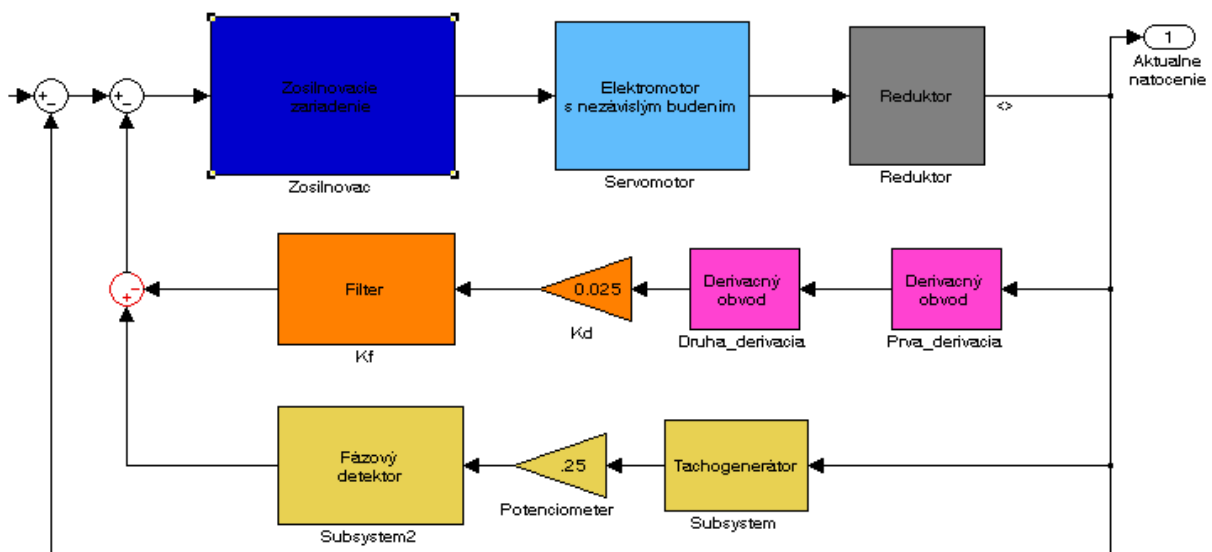 Zosilnovacie
zariadenie
Zosilnovac
Elektromotor
s nezávislým budením
Servomotor
Reduktor
Reduktor
<>
1
Aktualne
natocenie
Filter
Kf
0.025
Kd
Derivacný
obvod
Druha_derivacia
Derivacný
obvod
Prva_derivacia
Fázový
detektor
Subsystem2
.25
Potenciometer
Tachogenerátor
Subsystem